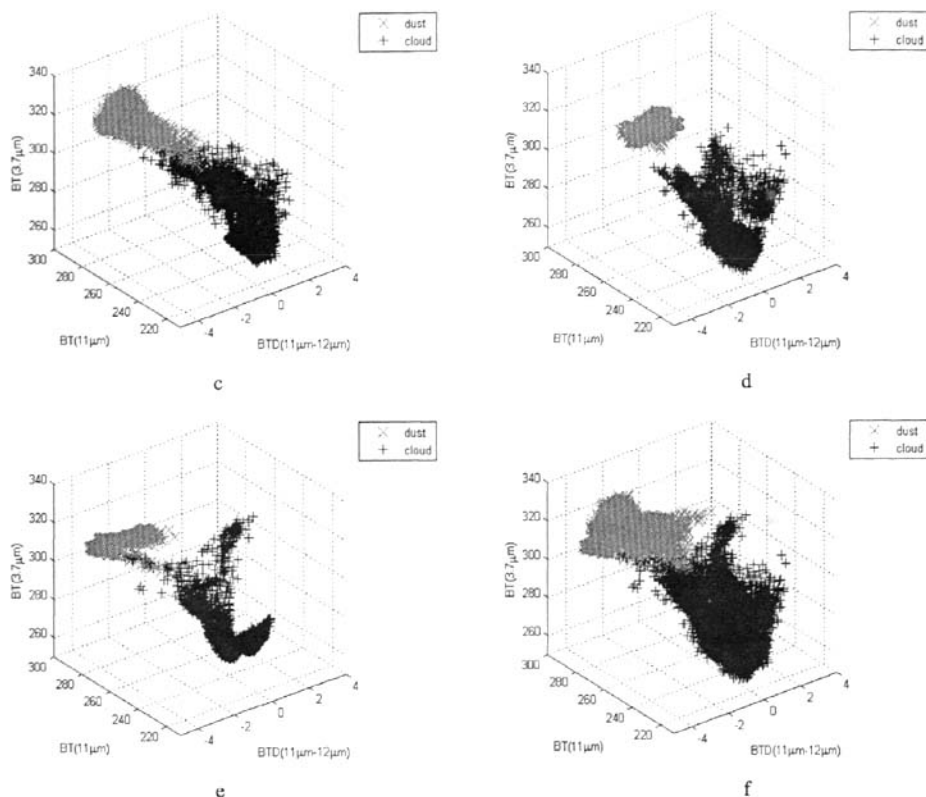 × dust
+ cloud
340
320
300
280
260
300
280
260
240
220
-4
-2
0
2
4
BT(3.7μm)
BT(11μm)
BTD(11μm-12μm)
c
× dust
+ cloud
340
320
300
280
260
300
280
260
240
220
-4
-2
0
2
4
BT(3.7μm)
BT(11μm)
BTD(11μm-12μm)
d
× dust
+ cloud
340
320
300
280
260
300
280
260
240
220
-4
-2
0
2
4
BT(3.7μm)
BT(11μm)
BTD(11μm-12μm)
e
× dust
+ cloud
340
320
300
280
260
300
280
260
240
220
-4
-2
0
2
4
BT(3.7μm)
BT(11μm)
BTD(11μm-12μm)
f